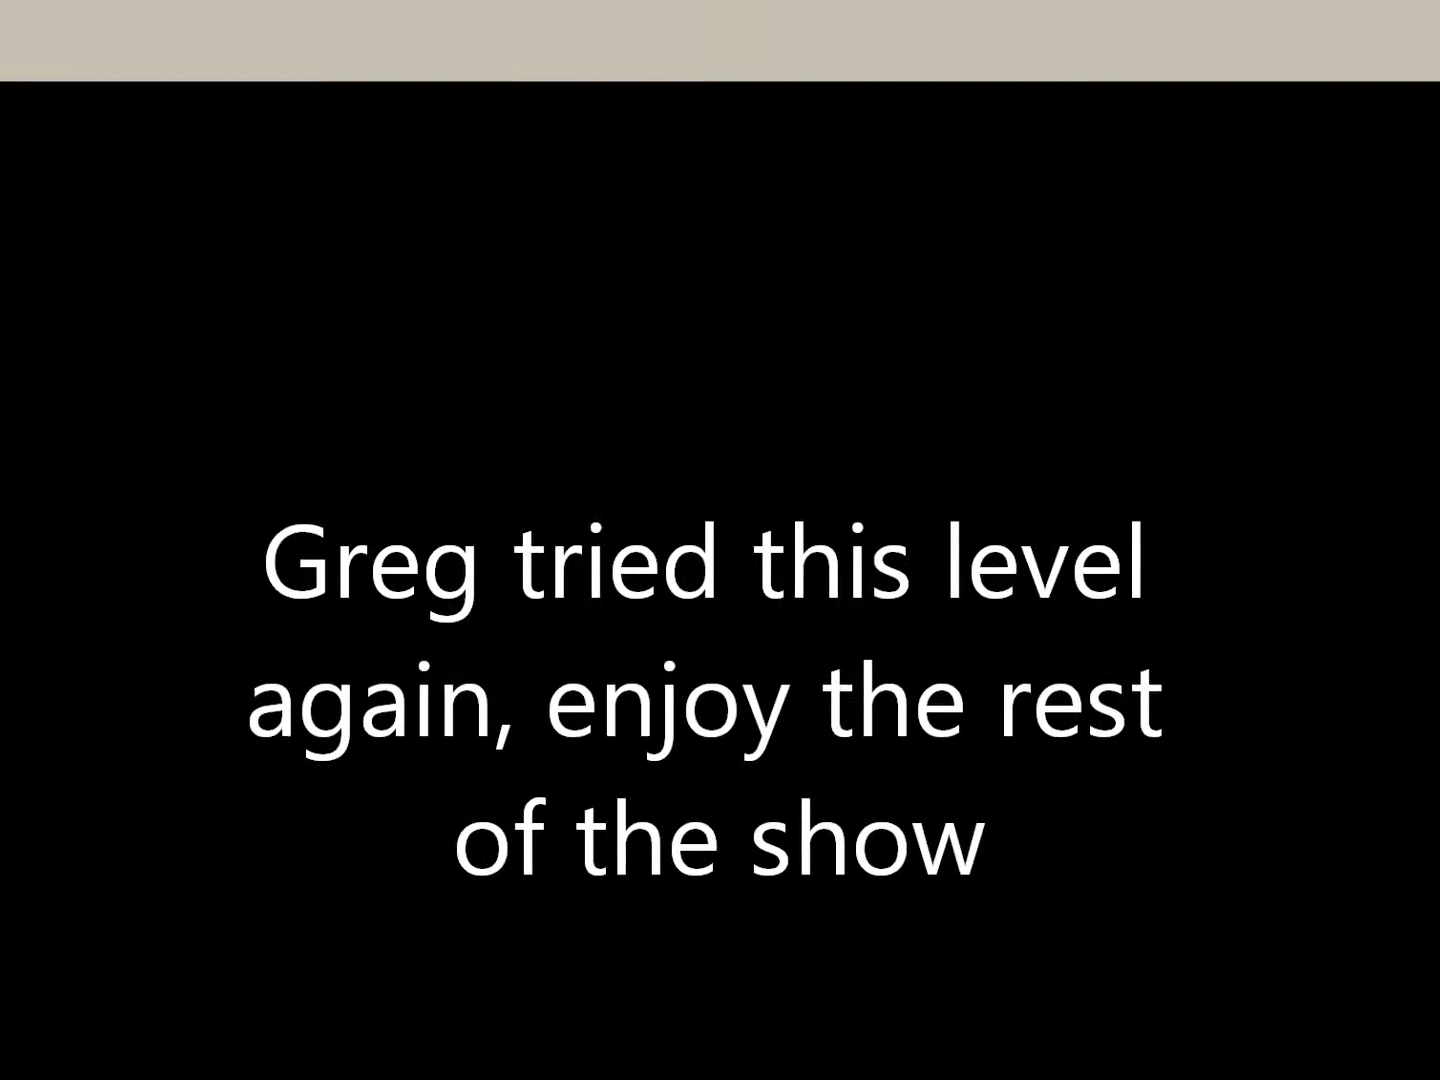 Greg tried this level
again, enjoy the rest
of the show